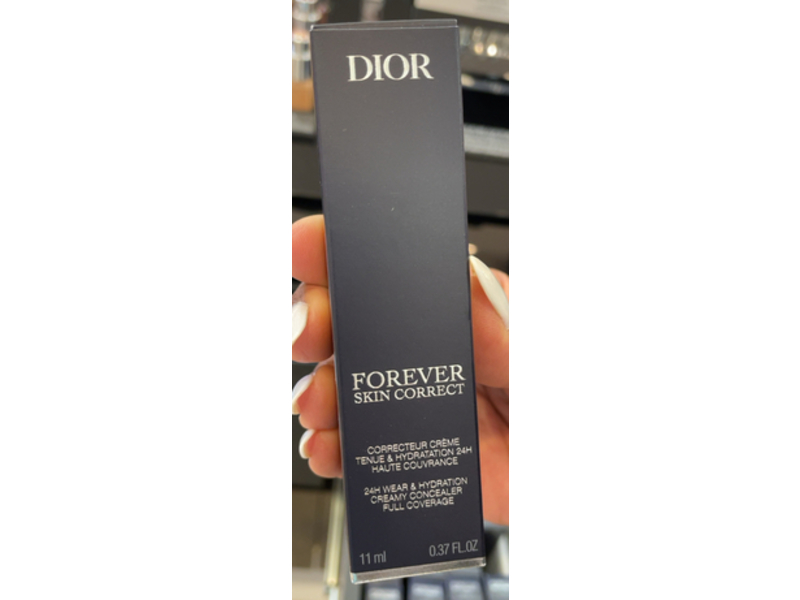 DIOR
FOREVER
SKIN CORRECT
CORRECTEUR CRÈME
TENUE & HYDRATATION 24H
HAUTE COUVRANCE
24H WEAR & HYDRATION
CREAMY CONCEALER
FULL COVERAGE
11 ml 0.37 FL.OZ